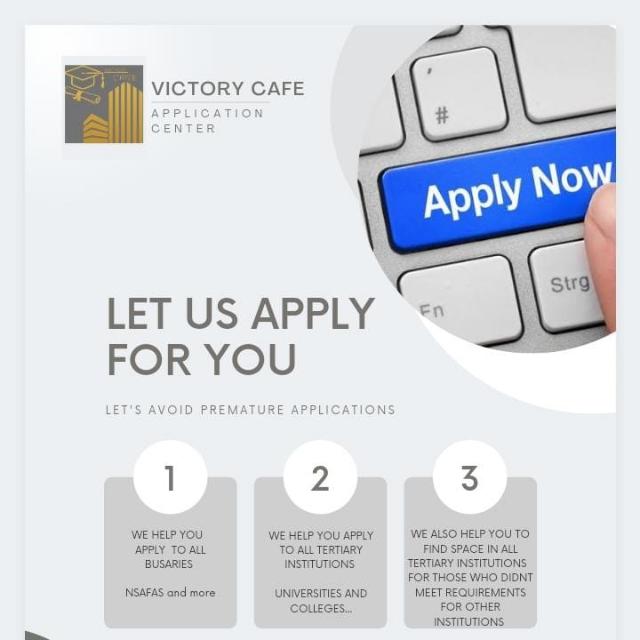 VICTORY CAFE
APPLICATION
CENTER
#
Apply Now
Fn
Strg
LET US APPLY
FOR YOU
LET'S AVOID PREMATURE APPLICATIONS
1
WE HELP YOU
APPLY TO ALL
BUSARIES
NSAFAS and more
2
WE HELP YOU APPLY
TO ALL TERTIARY
INSTITUTIONS
UNIVERSITIES AND
COLLEGES...
3
WE ALSO HELP YOU TO
FIND SPACE IN ALL
TERTIARY INSTITUTIONS
FOR THOSE WHO DIDNT
MEET REQUIREMENTS
FOR OTHER
INSTITUTIONS